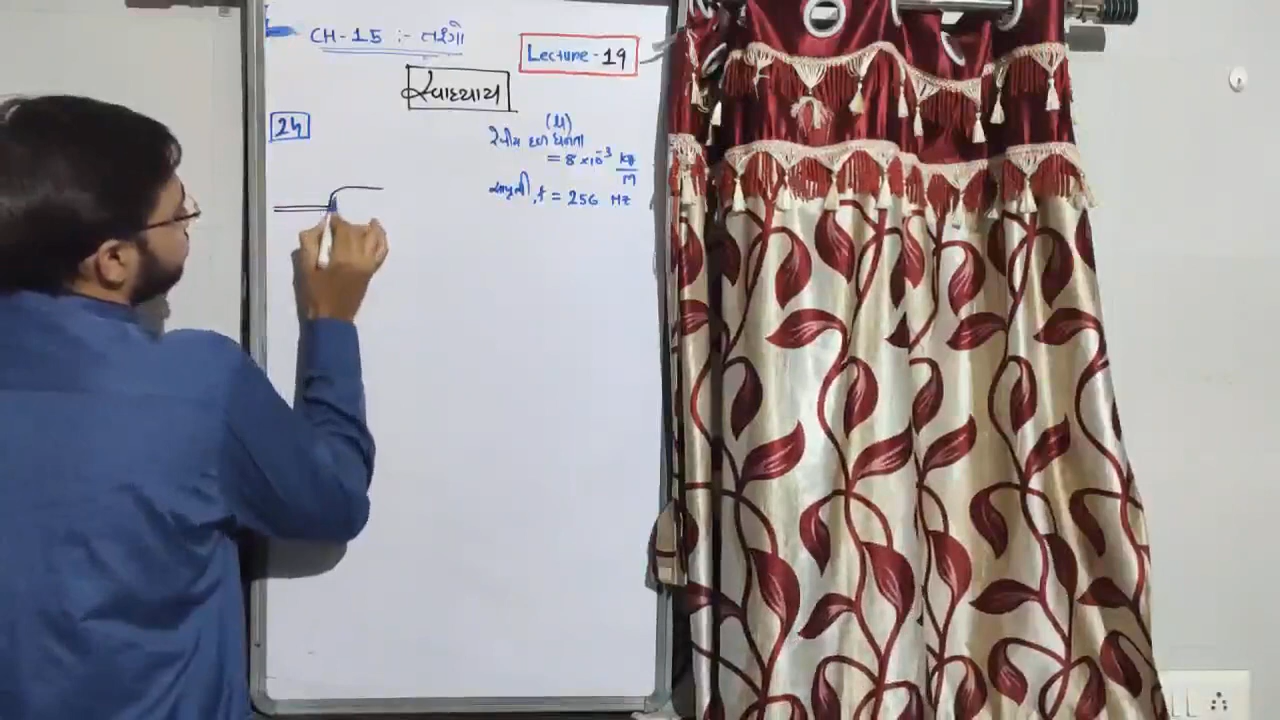 CH-15 :- તરંગો
Lecture-19
સ્વાધ્યાય
24
(μ)
રેખીય દળ ઘનતા
= 8 ×10⁻³ kg/m
આવૃત્તિ, f = 256 Hz